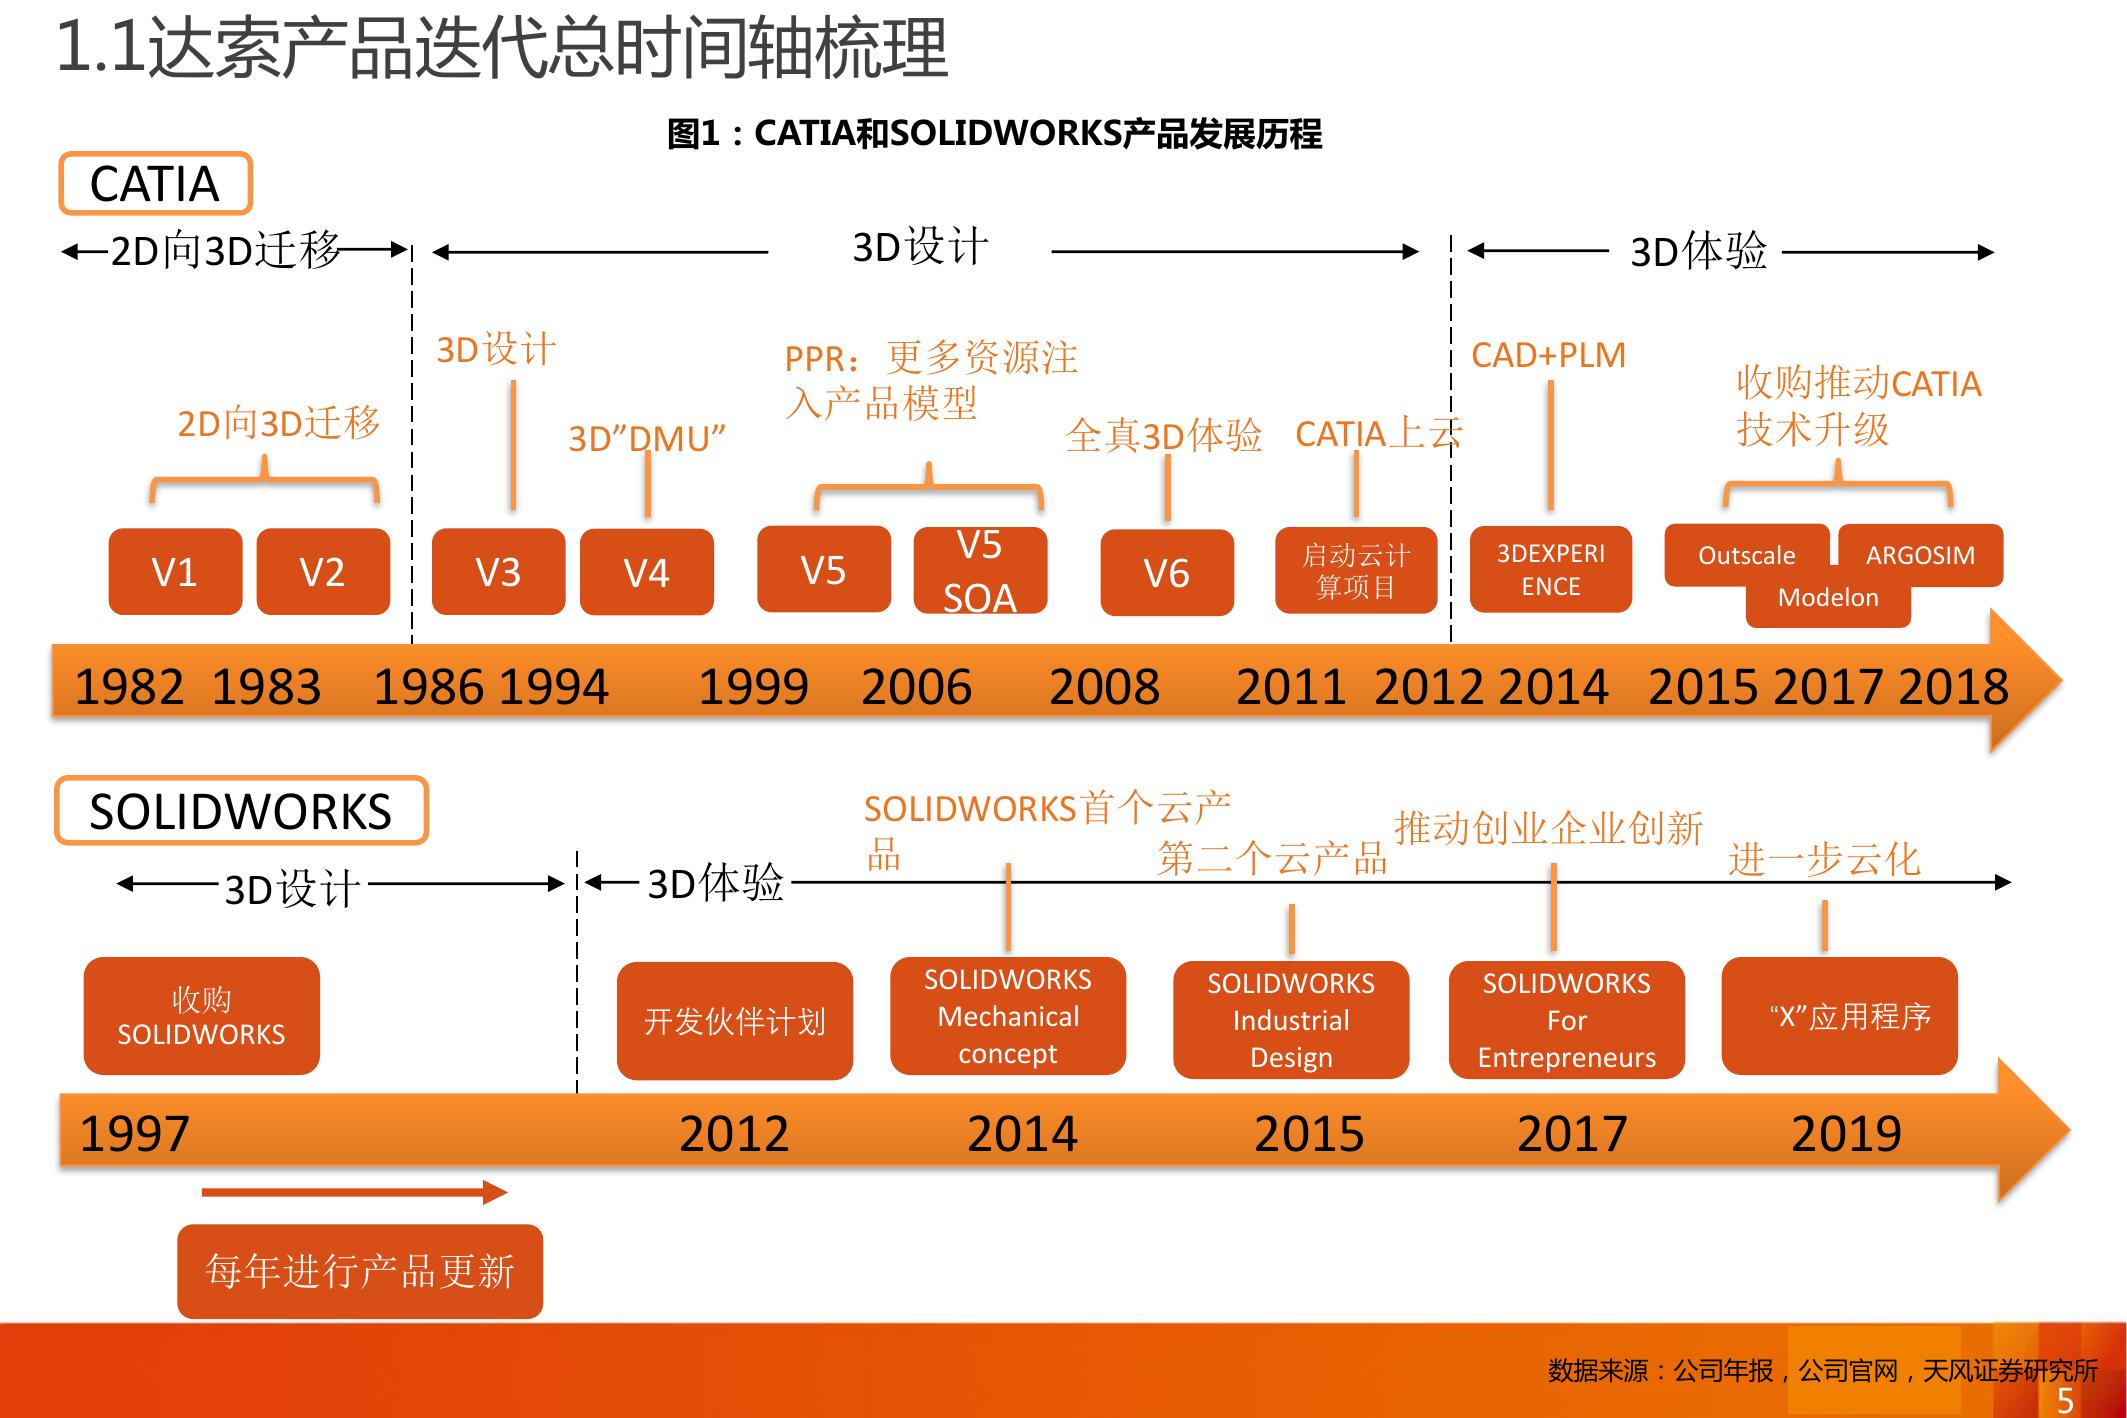 1.1达索产品迭代总时间轴梳理
图1：CATIA和SOLIDWORKS产品发展历程
CATIA
2D向3D迁移
3D设计
3D体验
2D向3D迁移
3D设计
3D”DMU”
PPR：更多资源注
入产品模型
全真3D体验
CATIA上云
CAD+PLM
收购推动CATIA
技术升级
V1
V2
V3
V4
V5
V5
SOA
V6
启动云计
算项目
3DEXPERI
ENCE
Outscale
ARGOSIM
Modelon
1982 1983 1986 1994 1999 2006 2008 2011 2012 2014 2015 2017 2018
SOLIDWORKS
3D设计
3D体验
SOLIDWORKS首个云产
品
第二个云产品
推动创业企业创新
进一步云化
收购
SOLIDWORKS
开发伙伴计划
SOLIDWORKS
Mechanical
concept
SOLIDWORKS
Industrial
Design
SOLIDWORKS
For
Entrepreneurs
“X”应用程序
1997 2012 2014 2015 2017 2019
每年进行产品更新
数据来源：公司年报，公司官网，天风证券研究所
5